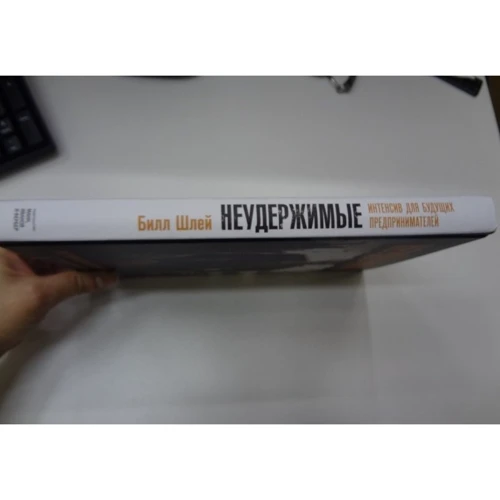 Билл Шлей
НЕУДЕРЖИМЫЕ
ИНТЕНСИВ ДЛЯ БУДУЩИХ
ПРЕДПРИНИМАТЕЛЕЙ